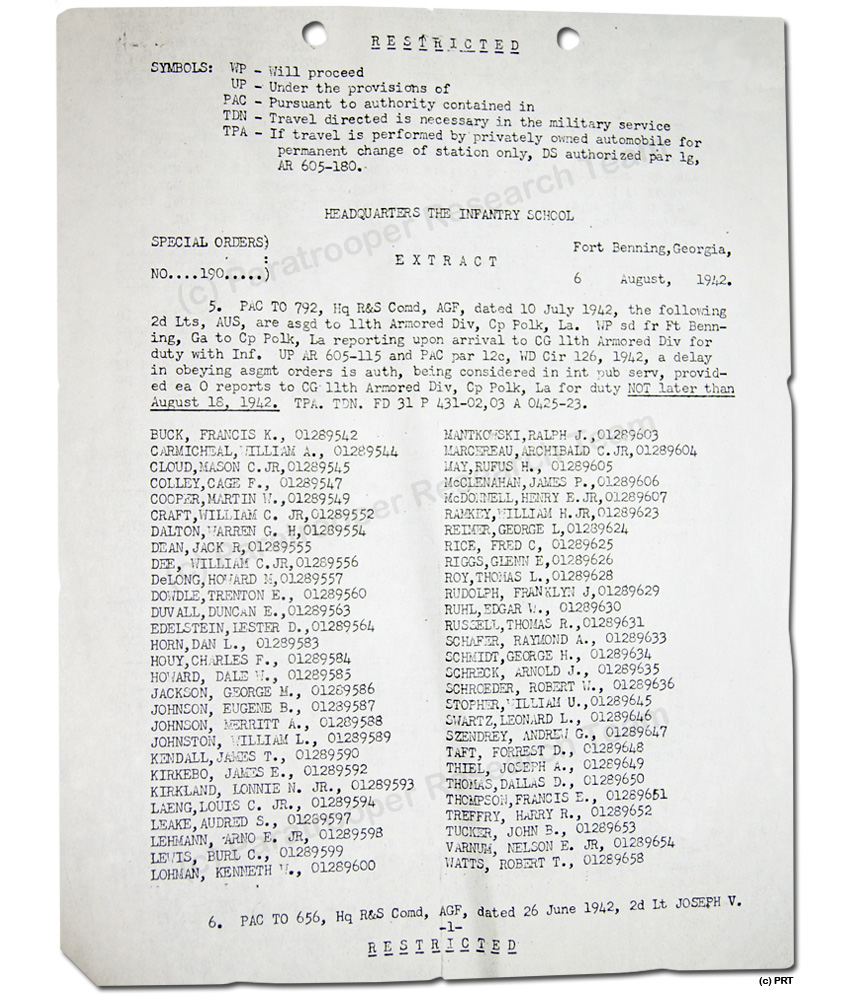 RESTRICTED
SYMBOLS: WP - Will proceed
UP - Under the provisions of
PAC - Pursuant to authority contained in
TDN - Travel directed is necessary in the military service
TPA - If travel is performed by privately owned automobile for
permanent change of station only, DS authorized par 1g,
AR 605-180.
HEADQUARTERS THE INFANTRY SCHOOL
SPECIAL ORDERS)
:
NO....190.....)
E X T R A C T
Fort Benning,Georgia,
6 August, 1942.
5. PAC TO 792, Hq R&S Comd, AGF, dated 10 July 1942, the following
2d Lts, AUS, are asgd to 11th Armored Div, Cp Polk, La. WP sd fr Ft Benn-
ing, Ga to Cp Polk, La reporting upon arrival to CG 11th Armored Div for
duty with Inf. UP AR 605-115 and PAC par 12c, WD Cir 126, 1942, a delay
in obeying asgmt orders is auth, being considered in int pub serv, provid-
ed ea O reports to CG 11th Armored Div, Cp Polk, La for duty NOT later than
August 18, 1942. TPA. TDN. FD 31 P 431-02,03 A 0425-23.
BUCK, FRANCIS K., 01289542
CARMICHEAL,WILLIAM A., 01289544
CLOUD,MASON C.JR,01289545
COLLEY,CAGE F., 01289547
COOPER,MARTIN W.,01289549
CRAFT,WILLIAM C. JR,01289552
DALTON,WARREN G. H,01289554
DEAN,JACK R,01289555
DEE, WILLIAM C.JR,01289556
DeLONG,HOWARD M,01289557
DOWDLE,TRENTON E., 01289560
DUVALL,DUNCAN E.,01289563
EDELSTEIN,LESTER D.,01289564
HORN,DAN L., 01289583
HOUY,CHARLES F., 01289584
HOWARD, DALE W., 01289585
JACKSON, GEORGE M., 01289586
JOHNSON, EUGENE B., 01289587
JOHNSON, MERRITT A., 01289588
JOHNSTON, WILLIAM L., 01289589
KENDALL,JAMES T., 01289590
KIRKEBO, JAMES E., 01289592
KIRKLAND, LONNIE N. JR., 01289593
LAENG,LOUIS C. JR., 01289594
LEAKE,AUDRED S., 01289597
LEHMANN, ARNO E. JR, 01289598
LEWIS, BURL C., 01289599
LOHMAN, KENNETH W., 01289600
MANTKOWSKI,RALPH J.,01289603
MARCEREAU,ARCHIBALD C.JR,01289604
MAY,RUFUS H., 01289605
McCLENAHAN,JAMES P.,01289606
McDONNELL,HENRY E.JR,01289607
RAMKEY,WILLIAM H.JR,01289623
REIMER,GEORGE L,01289624
RICE, FRED C, 01289625
RIGGS,GLENN E,01289626
ROY,THOMAS L.,01289628
RUDOLPH, FRANKLYN J,01289629
RUHL,EDGAR W., 01289630
RUSSELL,THOMAS R.,01289631
SCHAFER, RAYMOND A., 01289633
SCHMIDT,GEORGE H., 01289634
SCHRECK, ARNOLD J., 01289635
SCHROEDER, ROBERT W., 01289636
STOPHER,WILLIAM U.,01289645
SWARTZ,LEONARD L., 01289646
SZENDREY, ANDREW G., 01289647
TAFT, FORREST D., 01289648
THIEL,JOSEPH A., 01289649
THOMAS,DALLAS D., 01289650
THOMPSON,FRANCIS E., 01289651
TREFFRY, HARRY R., 01289652
TUCKER, JOHN B., 01289653
VARNUM, NELSON E. JR, 01289654
WATTS, ROBERT T., 01289658
6. PAC TO 656, Hq R&S Comd, AGF, dated 26 June 1942, 2d Lt JOSEPH V.
-1-
RESTRICTED
(c) Paratrooper Research Team
(c) Paratrooper Research Team
(c) Paratrooper Research Team
(c) PRT